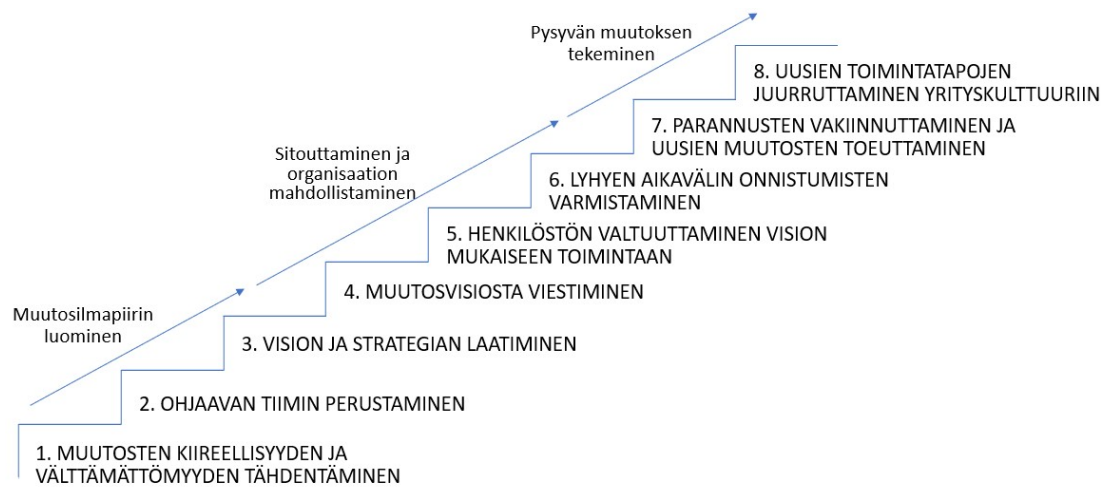 Pysyvän muutoksen
tekeminen
8. UUSIEN TOIMINTATAPOJEN
JUURRUTTAMINEN YRITYSKULTTUURIIN
7. PARANNUSTEN VAKIINNUTTAMINEN JA
UUSIEN MUUTOSTEN TOEUTTAMINEN
Sitouttaminen ja
organisaation
mahdollistaminen
6. LYHYEN AIKAVÄLIN ONNISTUMISTEN
VARMISTAMINEN
5. HENKILÖSTÖN VALTUUTTAMINEN VISION
MUKAISEEN TOIMINTAAN
4. MUUTOSVISIOSTA VIESTIMINEN
Muutosilmapiirin
luominen
3. VISION JA STRATEGIAN LAATIMINEN
2. OHJAAVAN TIIMIN PERUSTAMINEN
1. MUUTOSTEN KIIREELLISYYDEN JA
VÄLTTÄMÄTTÖMYYDEN TÄHDENTÄMINEN